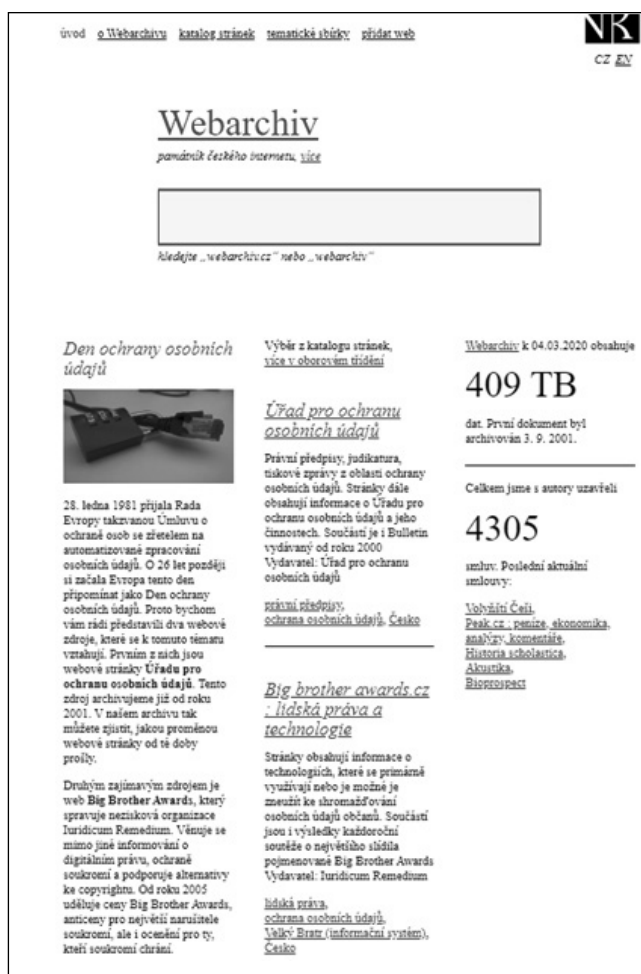 úvod o Webarchivu katalog stránek tematické sbírky přidat web
NK
CZ EN
Webarchiv
památník českého internetu, více
hledejte „webarchiv.cz“ nebo „webarchiv“
Den ochrany osobních
údajů
28. ledna 1981 přijala Rada
Evropy takzvanou Úmluvu o
ochraně osob se zřetelem na
automatizované zpracování
osobních údajů. O 26 let později
si začala Evropa tento den
připomínat jako Den ochrany
osobních údajů. Proto bychom
vám rádi představili dva webové
zdroje, které se k tomuto tématu
vztahují. Prvním z nich jsou
webové stránky Úřadu pro
ochranu osobních údajů. Tento
zdroj archivujeme již od roku
2001. V našem archivu tak
můžete zjistit, jakou proměnou
webové stránky od té doby
prošly.
Druhým zajímavým zdrojem je
web Big Brother Awards, který
spravuje nezisková organizace
Iuridicum Remedium. Věnuje se
mimo jiné informování o
digitálním právu, ochraně
soukromí a podporuje alternativy
ke copyrightu. Od roku 2005
uděluje ceny Big Brother Awards,
anticeny pro největší narušitele
soukromí, ale i ocenění pro ty,
kteří soukromí chrání.
Výběr z katalogu stránek,
více v oborovém třídění
Úřad pro ochranu
osobních údajů
Právní předpisy, judikatura,
tiskové zprávy z oblasti ochrany
osobních údajů. Stránky dále
obsahují informace o Úřadu pro
ochranu osobních údajů a jeho
činnostech. Součástí je i Bulletin
vydávaný od roku 2000
Vydavatel: Úřad pro ochranu
osobních údajů
právní předpisy,
ochrana osobních údajů, Česko
Big brother awards.cz
: lidská práva a
technologie
Stránky obsahují informace o
technologiích, které se primárně
využívají nebo je možné je
zneužít ke shromažďování
osobních údajů občanů. Součástí
jsou i výsledky každoroční
soutěže o největšího slídila
pojmenované Big Brother Awards
Vydavatel: Iuridicum Remedium
lidská práva,
ochrana osobních údajů,
Velký Bratr (informační systém),
Česko
Webarchiv k 04.03.2020 obsahuje
409 TB
dat. První dokument byl
archivován 3. 9. 2001.
Celkem jsme s autory uzavřeli
4305
smluv. Poslední aktuální
smlouvy:
Volyžití Češi,
Peak.cz : peníze, ekonomika,
analýzy, komentáře,
Historia scholastica,
Akustika,
Bioprospect